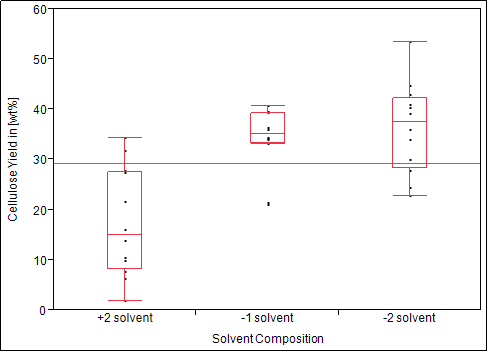 60
50
40
30
20
10
0
Cellulose Yield in [wt%]
+2 solvent
-1 solvent
-2 solvent
Solvent Composition